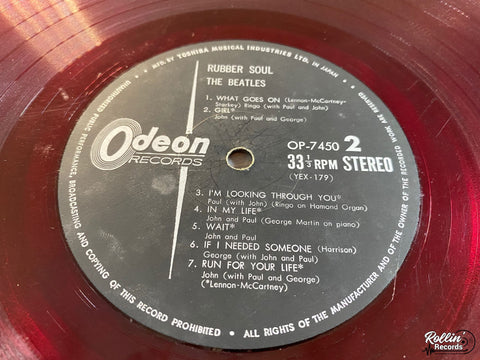 MFD. BY TOSHIBA MUSICAL INDUSTRIES LTD. IN JAPAN
RUBBER SOUL
THE BEATLES
1. WHAT GOES ON (Lennon-McCartney-
Starkey) Ringo (with Paul and John)
2. GIRL*
John (with Paul and George)
Odeon
RECORDS
OP-7450 2
33⅓ RPM STEREO
(YEX-179)
3. I'M LOOKING THROUGH YOU*
Paul (with John) (Ringo on Hamond Organ)
4. IN MY LIFE*
John and Paul (George Martin on piano)
5. WAIT*
John and Paul
6. IF I NEEDED SOMEONE (Harrison)
George (with John and Paul)
7. RUN FOR YOUR LIFE*
John (with Paul and George)
(*Lennon-McCartney)
• ALL RIGHTS OF THE MANUFACTURER AND OF THE OWNER OF THE RECORDED WORK ARE RESERVED
• UNAUTHORIZED PUBLIC PERFORMANCE, BROADCASTING AND COPYING OF THIS RECORD PROHIBITED
Rollin'
Records